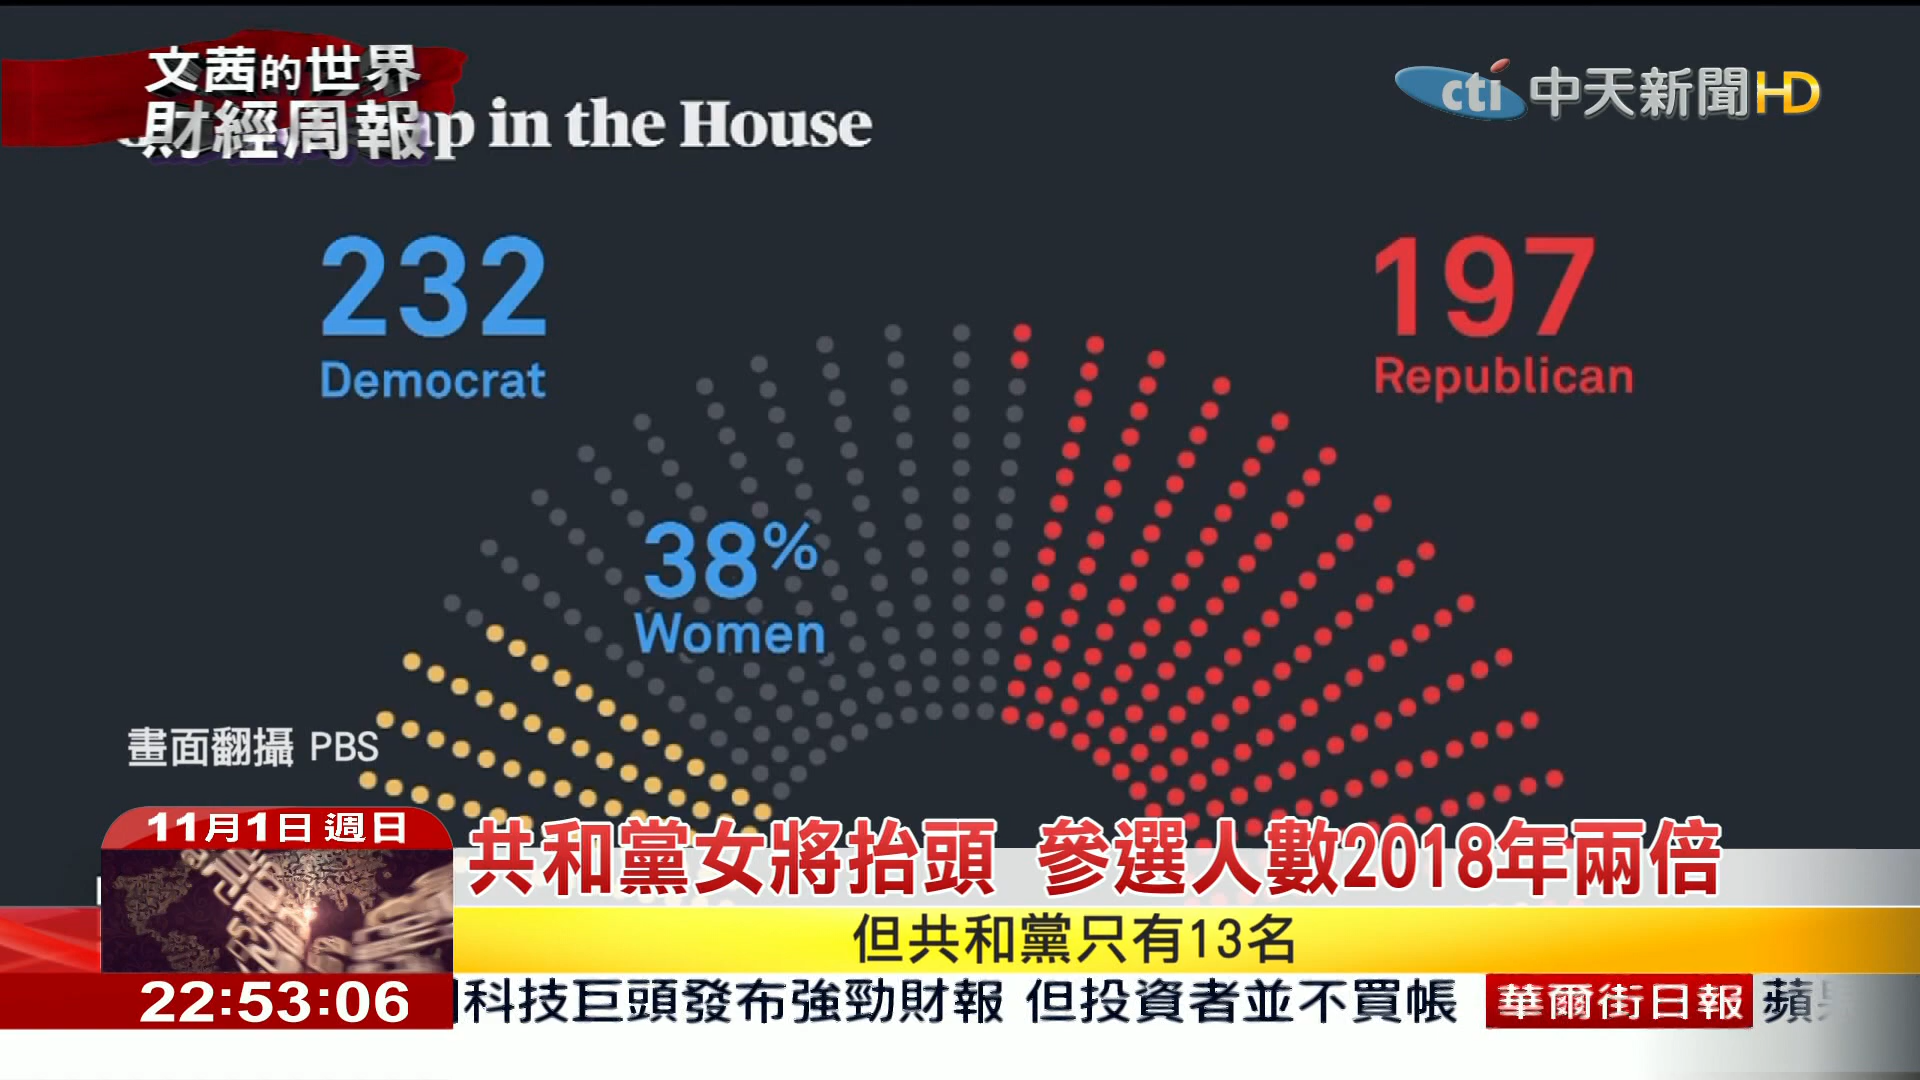 文茜的世界
財經周報
in the House
cti 中天新聞HD
232
Democrat
197
Republican
38%
Women
畫面翻攝 PBS
11月1日 週日
共和黨女將抬頭 參選人數2018年兩倍
但共和黨只有13名
22:53:06
科技巨頭發布強勁財報 但投資者並不買帳 華爾街日報 蘋